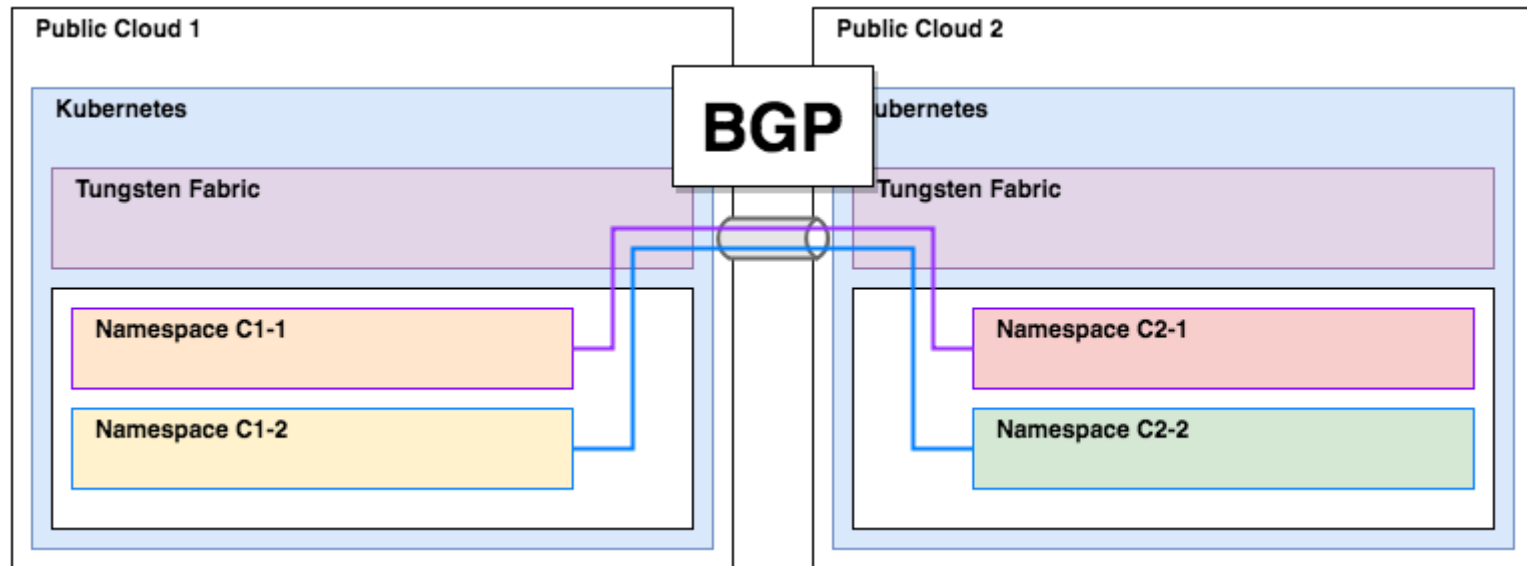 Public Cloud 1
Kubernetes
Tungsten Fabric
Namespace C1-1
Namespace C1-2
BGP
Public Cloud 2
ubernetes
Tungsten Fabric
Namespace C2-1
Namespace C2-2